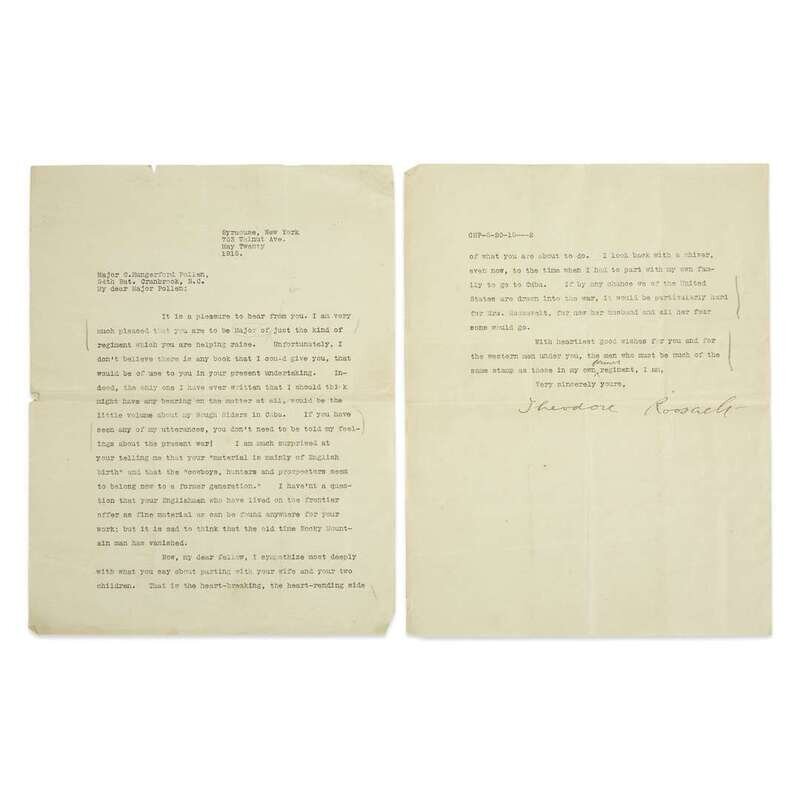 Syracuse, New York
763 Walnut Ave.
May Twenty
1915.
Major C.Hungerford Pollen,
54th Bat. Cranbrook, N.C.
My dear Major Pollen;
It is a pleasure to hear from you. I am very
much pleased that you are to be Major of just the kind of
regiment which you are helping raise. Unfortunately, I
don't believe there is any book that I could give you, that
would be of use to you in your present undertaking. In-
deed, the only one I have ever written that I should think
might have any bearing on the matter at all, would be the
little volume about my Rough Riders in Cuba. If you have
seen any of my utterances, you don't need to be told my feel-
ings about the present war! I am much surprised at
your telling me that your "material is mainly of English
birth" and that the "cowboys, hunters and prospectors seem
to belong now to a former generation." I have'nt a ques-
tion that your Englishmen who have lived on the frontier
offer as fine material as can be found anywhere for your
work; but it is sad to think that the old time Rocky Mount-
ain man has vanished.
Now, my dear fellow, I sympathize most deeply
with what you say about parting with your wife and your two
children. That is the heart-breaking, the heart-rending side
CHP-5-20-15---2
of what you are about to do. I look back with a shiver,
even now, to the time when I had to part with my own fam-
ily to go to Cuba. If by any chance we of the United
States are drawn into the war, it would be particularly hard
for Mrs. Roosevelt, for now her husband and all her four
sons would go.
With heartiest good wishes for you and for
the western men under you, the men who must be much of the
former
same stamp as those in my own regiment, I am,
Very sincerely yours,
Theodore Roosevelt